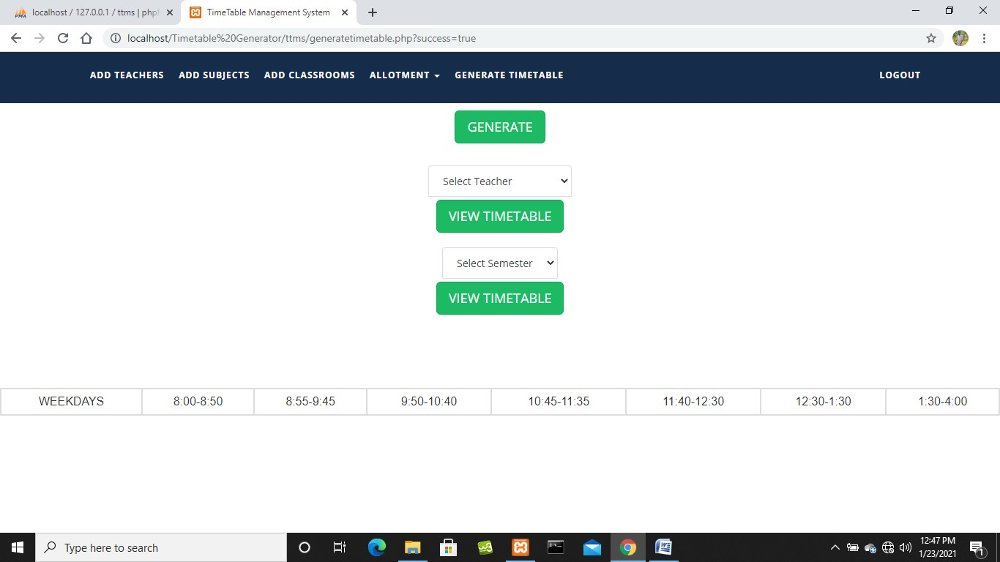 localhost / 127.0.0.1 / ttms | php
TimeTable Management System
localhost/Timetable%20Generator/ttms/generatetimetable.php?success=true
ADD TEACHERS ADD SUBJECTS ADD CLASSROOMS ALLOTMENT GENERATE TIMETABLE LOGOUT
GENERATE
Select Teacher
VIEW TIMETABLE
Select Semester
VIEW TIMETABLE
WEEKDAYS 8:00-8:50 8:55-9:45 9:50-10:40 10:45-11:35 11:40-12:30 12:30-1:30 1:30-4:00
Type here to search
12:47 PM
1/23/2021
1